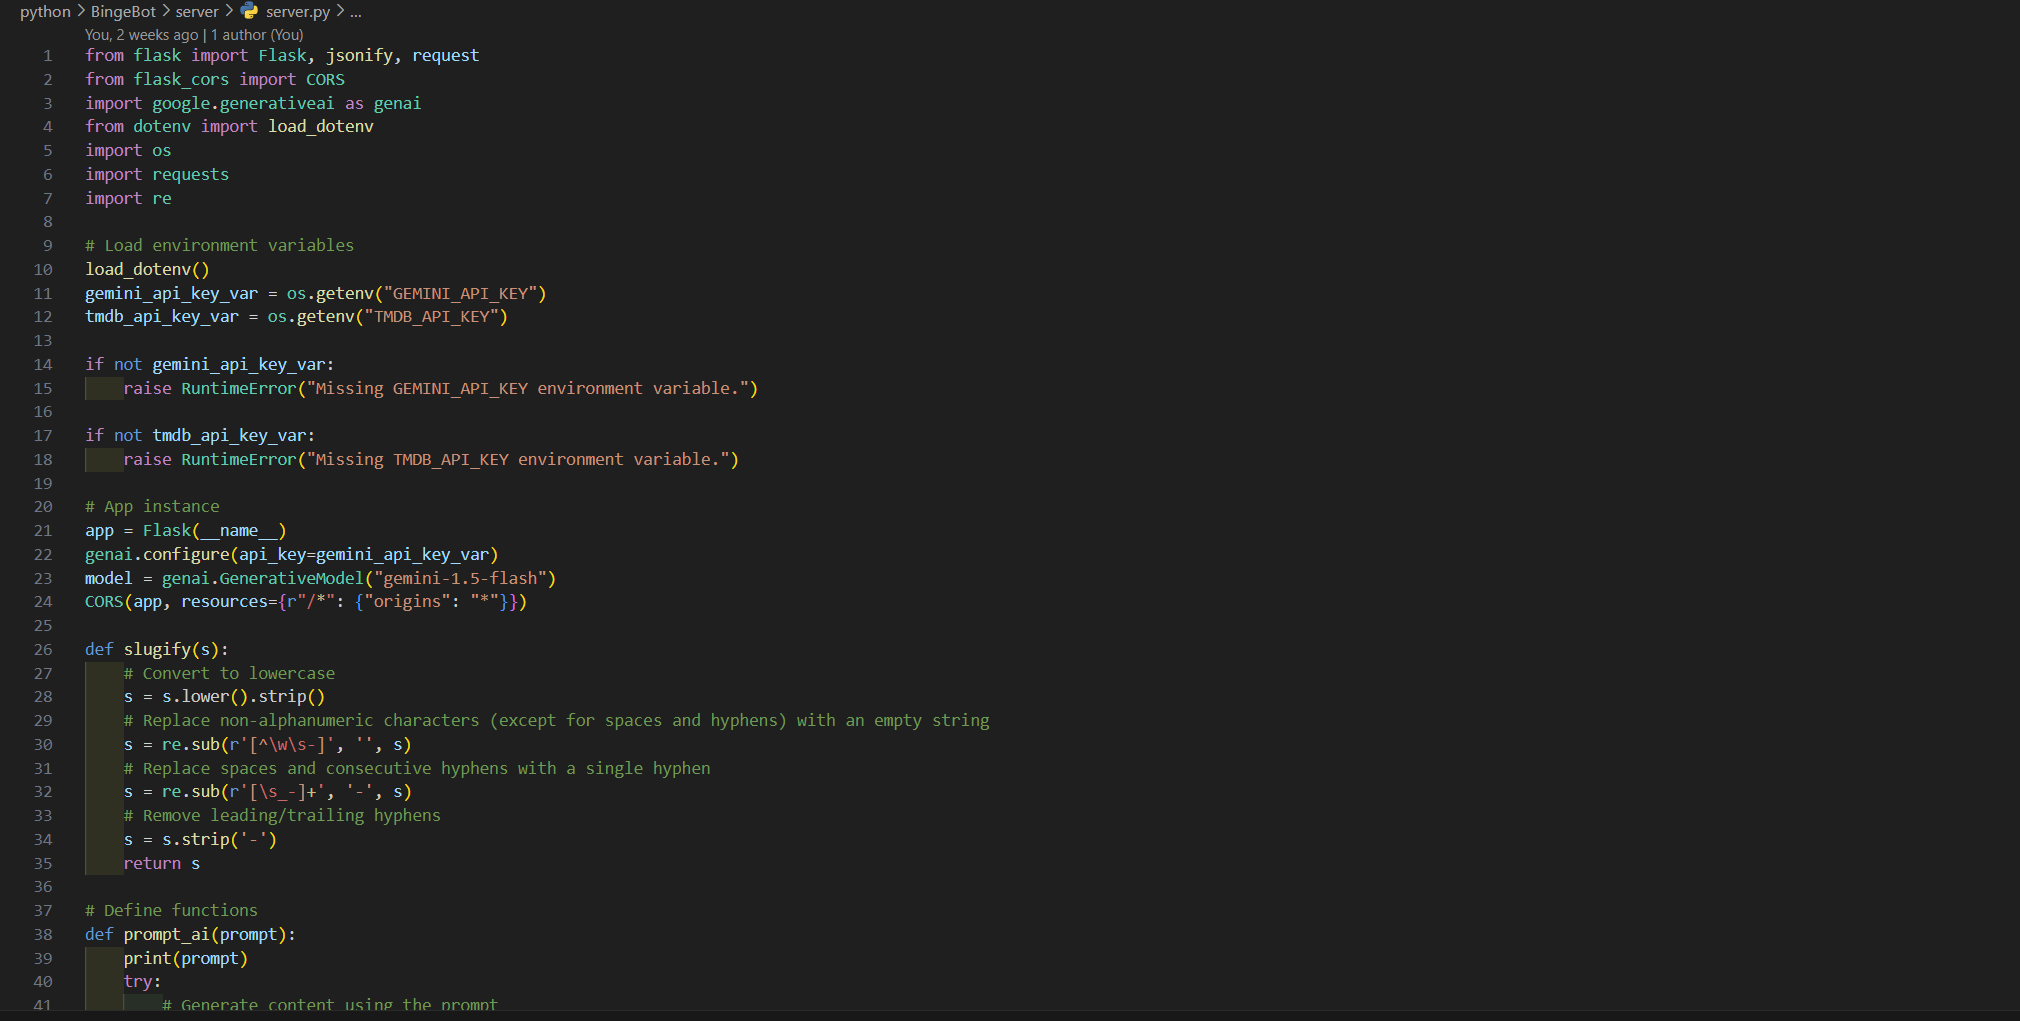 python > BingeBot > server > server.py > ...
You, 2 weeks ago | 1 author (You)
1 from flask import Flask, jsonify, request
2 from flask_cors import CORS
3 import google.generativeai as genai
4 from dotenv import load_dotenv
5 import os
6 import requests
7 import re
8
9 # Load environment variables
10 load_dotenv()
11 gemini_api_key_var = os.getenv("GEMINI_API_KEY")
12 tmdb_api_key_var = os.getenv("TMDB_API_KEY")
13
14 if not gemini_api_key_var:
15     raise RuntimeError("Missing GEMINI_API_KEY environment variable.")
16
17 if not tmdb_api_key_var:
18     raise RuntimeError("Missing TMDB_API_KEY environment variable.")
19
20 # App instance
21 app = Flask(__name__)
22 genai.configure(api_key=gemini_api_key_var)
23 model = genai.GenerativeModel("gemini-1.5-flash")
24 CORS(app, resources={r"/*": {"origins": "*"}})
25
26 def slugify(s):
27     # Convert to lowercase
28     s = s.lower().strip()
29     # Replace non-alphanumeric characters (except for spaces and hyphens) with an empty string
30     s = re.sub(r'[^\w\s-]', '', s)
31     # Replace spaces and consecutive hyphens with a single hyphen
32     s = re.sub(r'[\s_-]+', '-', s)
33     # Remove leading/trailing hyphens
34     s = s.strip('-')
35     return s
36
37 # Define functions
38 def prompt_ai(prompt):
39     print(prompt)
40     try:
41         # Generate content using the prompt